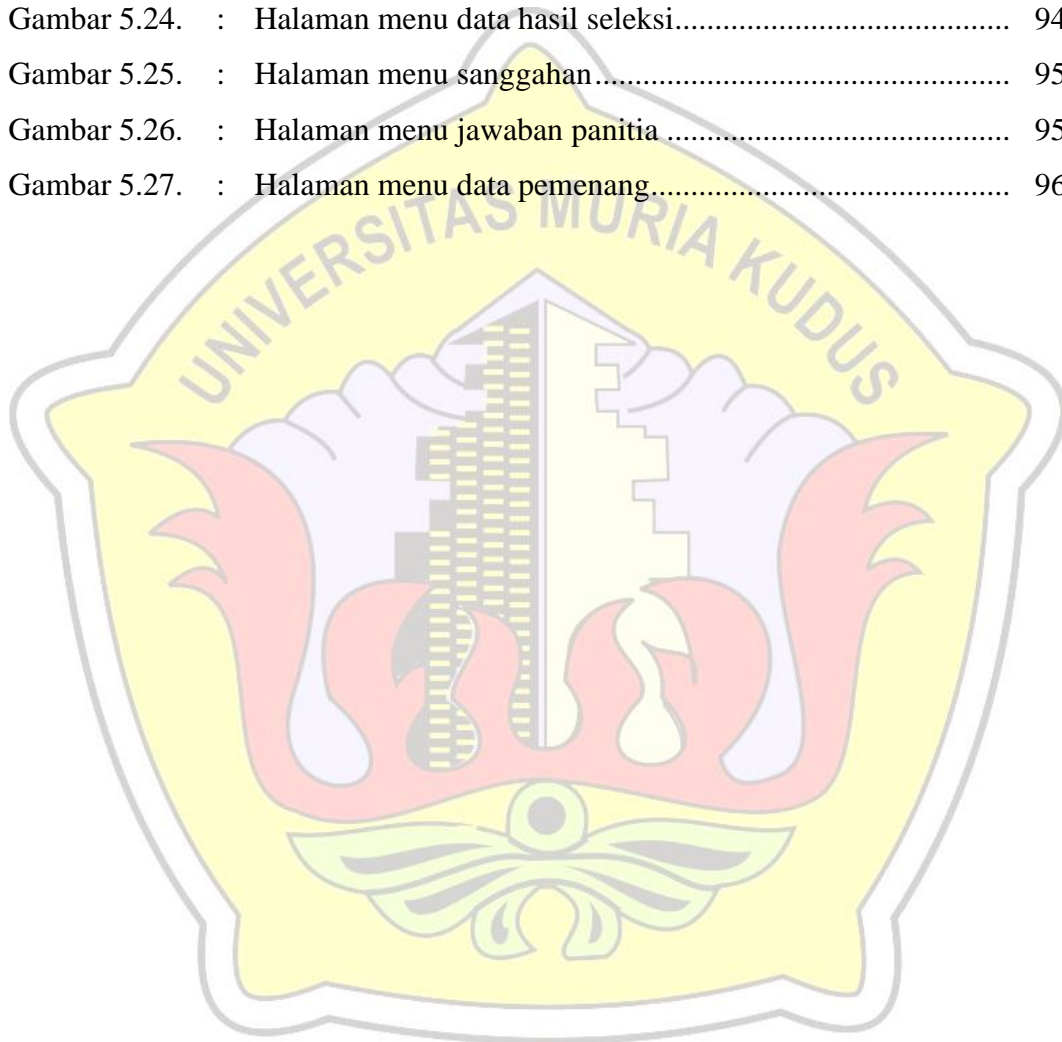 Gambar 5.24. : Halaman menu data hasil seleksi.......................................... 94
Gambar 5.25. : Halaman menu sanggahan.................................................... 95
Gambar 5.26. : Halaman menu jawaban panitia ........................................... 95
Gambar 5.27. : Halaman menu data pemenang............................................. 96
UNIVERSITAS MURIA KUDUS